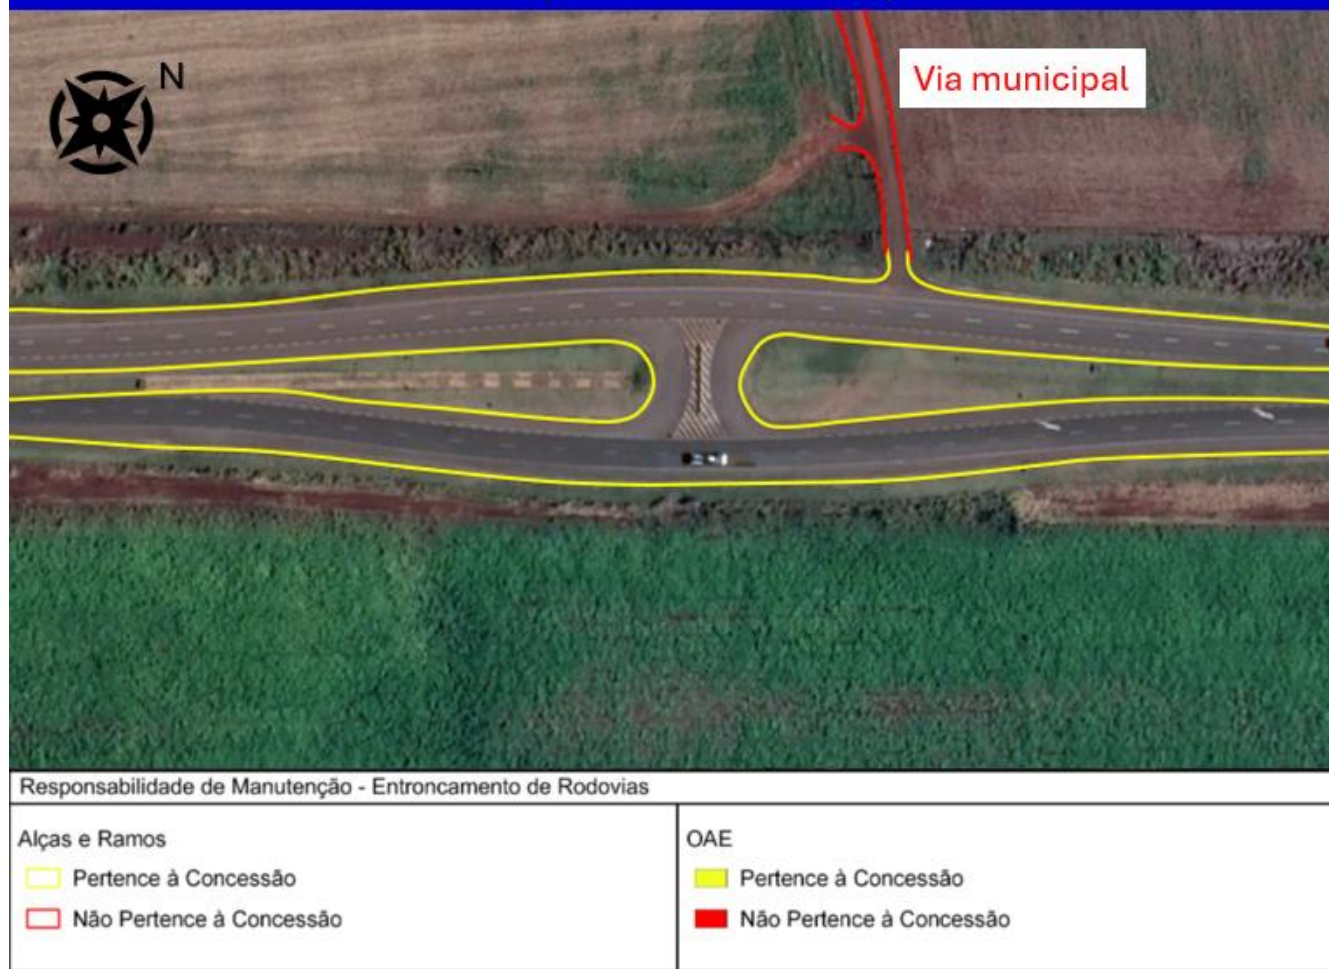 N
Via municipal
Responsabilidade de Manutenção - Entroncamento de Rodovias
Alças e Ramos
Pertence à Concessão
Não Pertence à Concessão
OAE
Pertence à Concessão
Não Pertence à Concessão